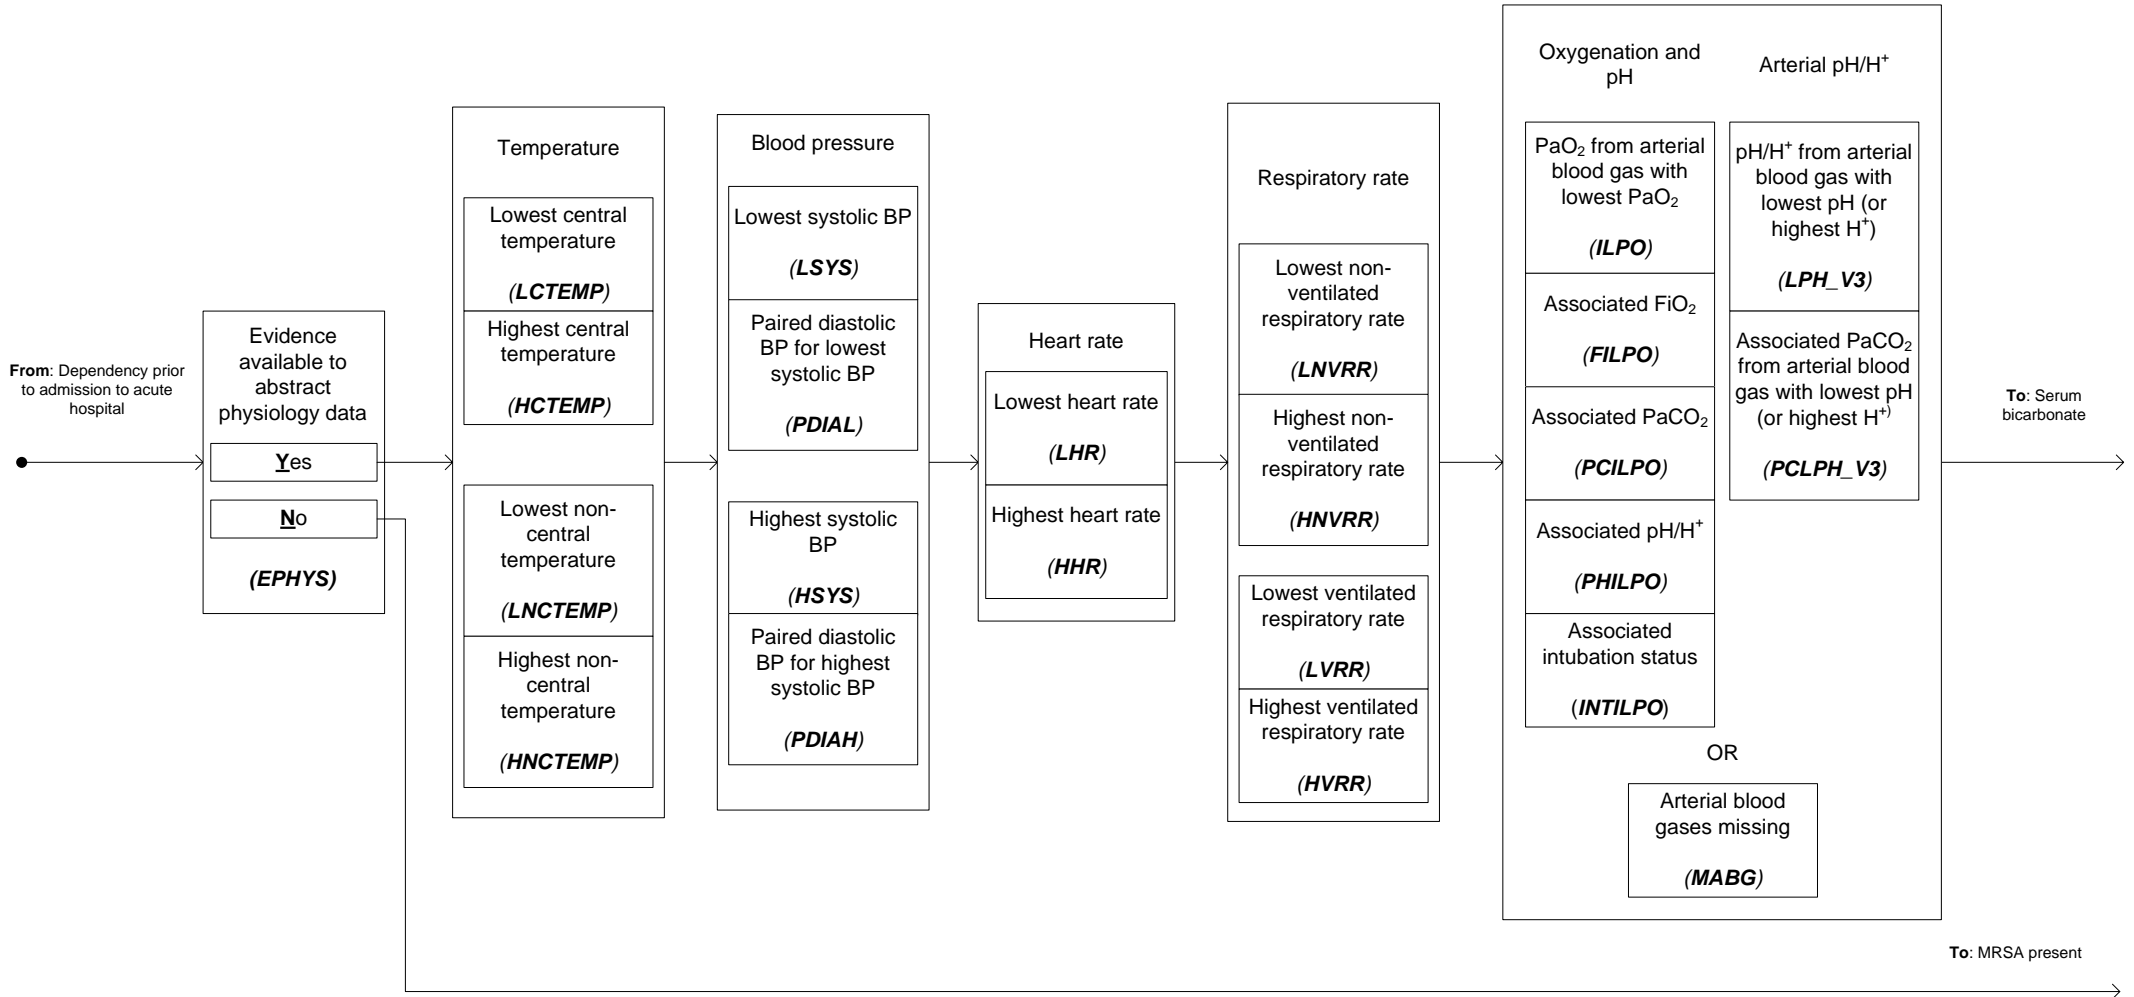 From: Dependency prior
to admission to acute
hospital
Evidence
available to
abstract
physiology data
Yes
No
(EPHYS)
Temperature
Lowest central
temperature
(LCTEMP)
Highest central
temperature
(HCTEMP)
Lowest non-
central
temperature
(LNCTEMP)
Highest non-
central
temperature
(HNCTEMP)
Blood pressure
Lowest systolic BP
(LSYS)
Paired diastolic
BP for lowest
systolic BP
(PDIAL)
Highest systolic
BP
(HSYS)
Paired diastolic
BP for highest
systolic BP
(PDIAH)
Heart rate
Lowest heart rate
(LHR)
Highest heart rate
(HHR)
Respiratory rate
Lowest non-
ventilated
respiratory rate
(LNVRR)
Highest non-
ventilated
respiratory rate
(HNVRR)
Lowest ventilated
respiratory rate
(LVRR)
Highest ventilated
respiratory rate
(HVRR)
Oxygenation and
pH
PaO₂ from arterial
blood gas with
lowest PaO₂
(ILPO)
Associated FiO₂
(FILPO)
Associated PaCO₂
(PCILPO)
Associated pH/H⁺
(PHILPO)
Associated
intubation status
(INTILPO)
Arterial pH/H⁺
pH/H⁺ from arterial
blood gas with
lowest pH (or
highest H⁺)
(LPH_V3)
Associated PaCO₂
from arterial blood
gas with lowest pH
(or highest H⁺⁾
(PCLPH_V3)
OR
Arterial blood
gases missing
(MABG)
To: Serum
bicarbonate
To: MRSA present